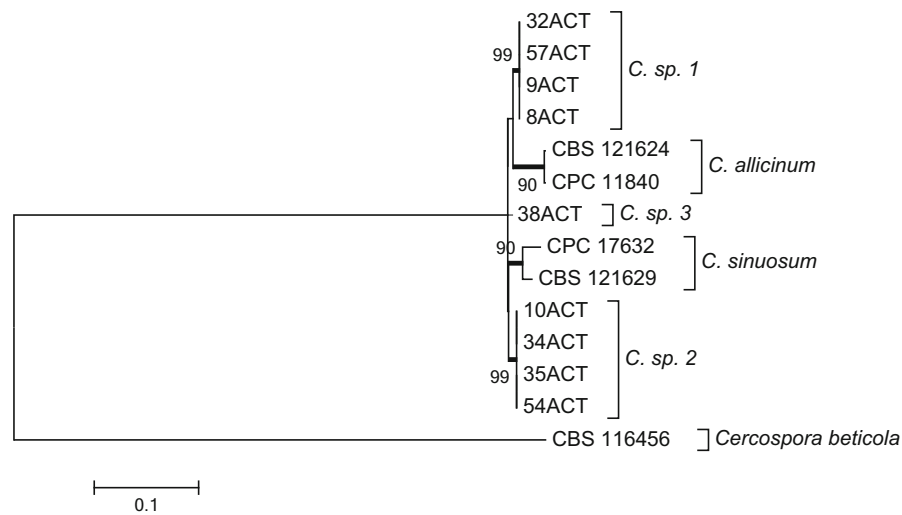 32ACT
99
57ACT
C. sp. 1
9ACT
8ACT
CBS 121624
C. allicinum
90
CPC 11840
38ACT
C. sp. 3
90
CPC 17632
C. sinuosum
CBS 121629
10ACT
34ACT
C. sp. 2
99
35ACT
54ACT
CBS 116456
Cercospora beticola
0.1